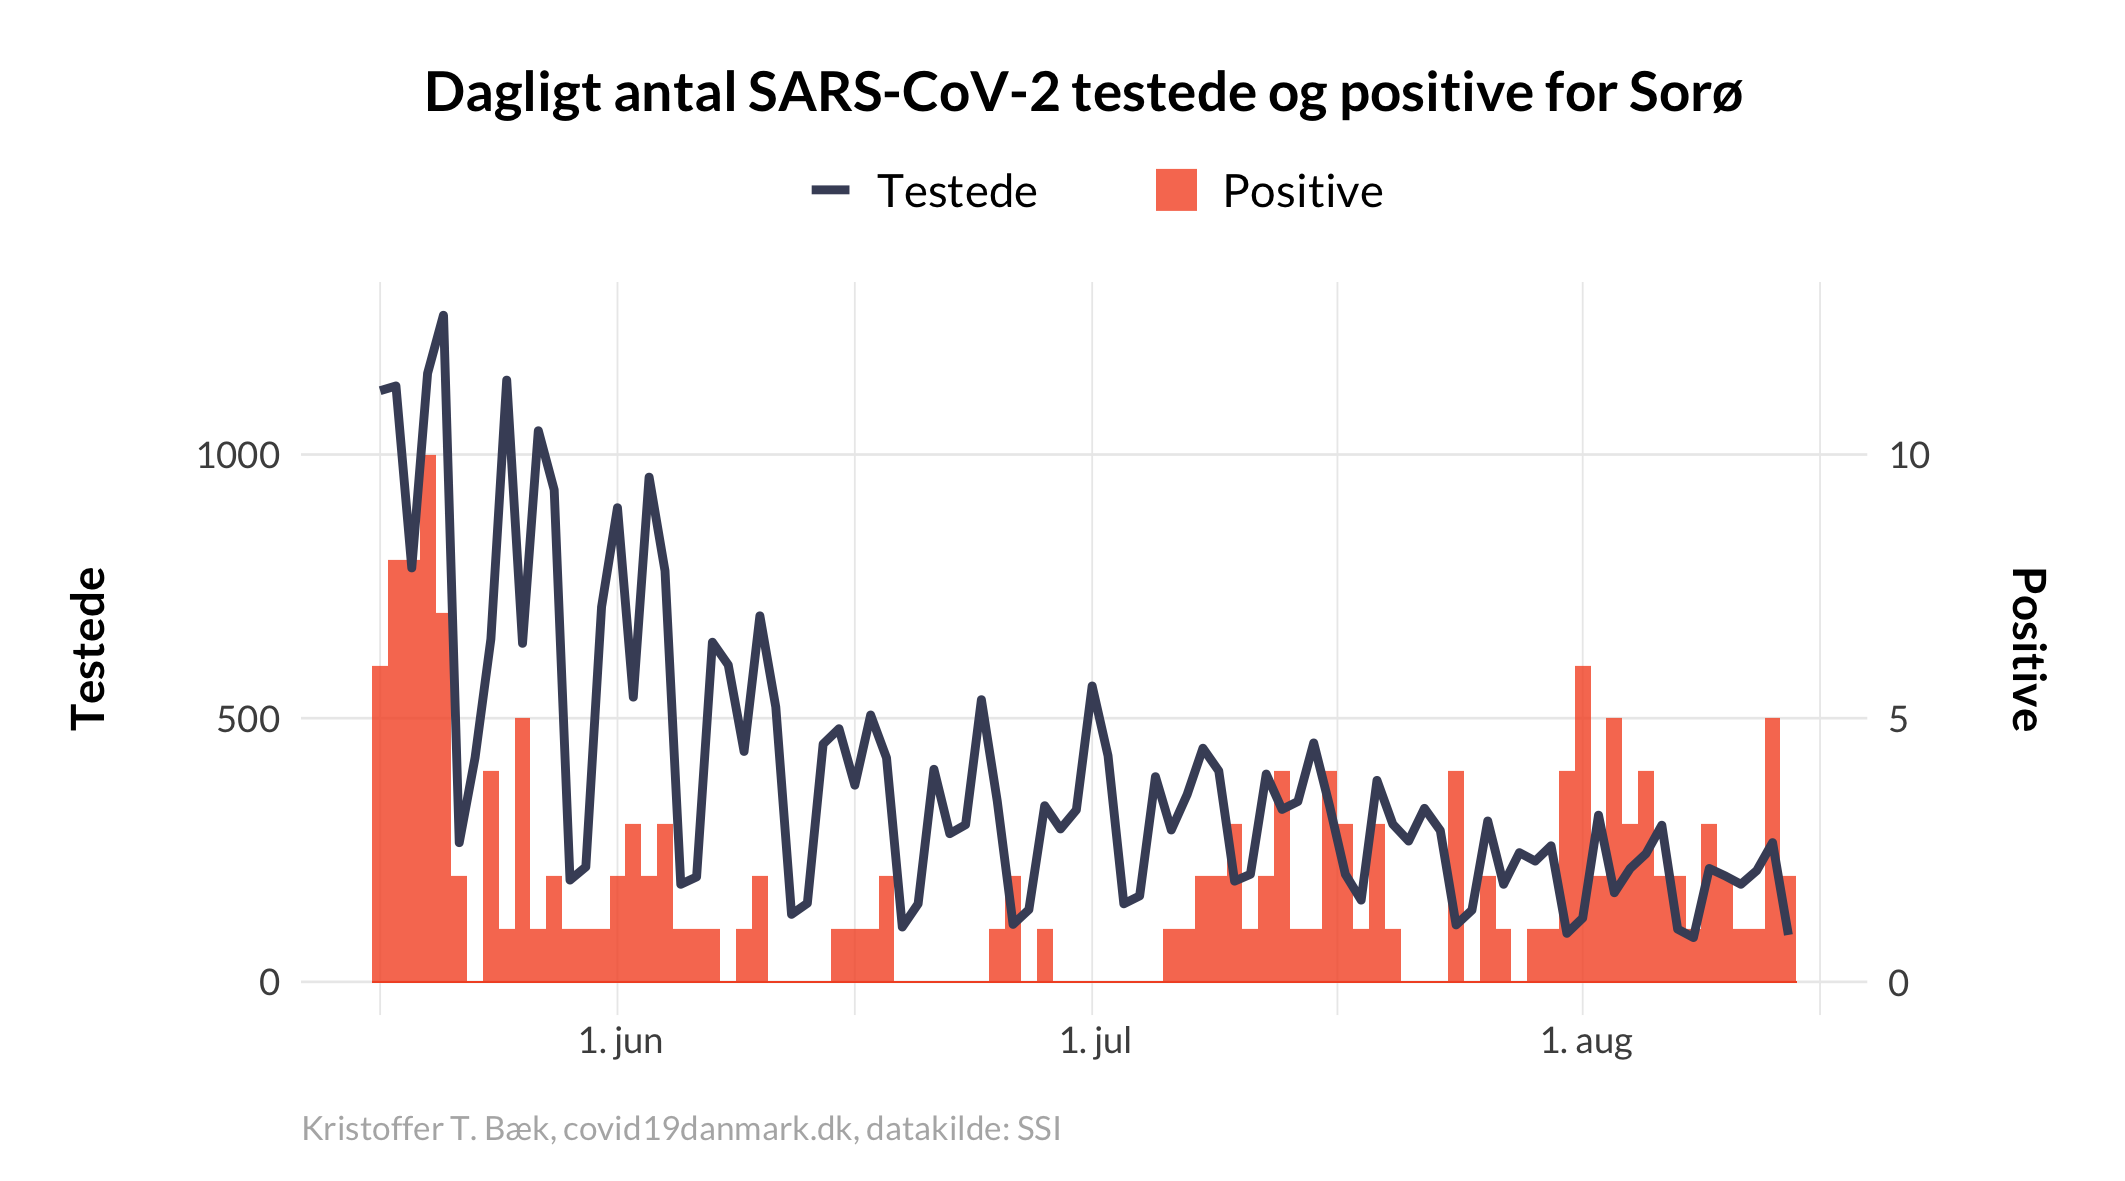 Dagligt antal SARS-CoV-2 testede og positive for Sorø
Testede Positive
1000 10
500 5
0 0
Testede
Positive
1. jun 1. jul 1. aug
Kristoffer T. Bæk, covid19danmark.dk, datakilde: SSI